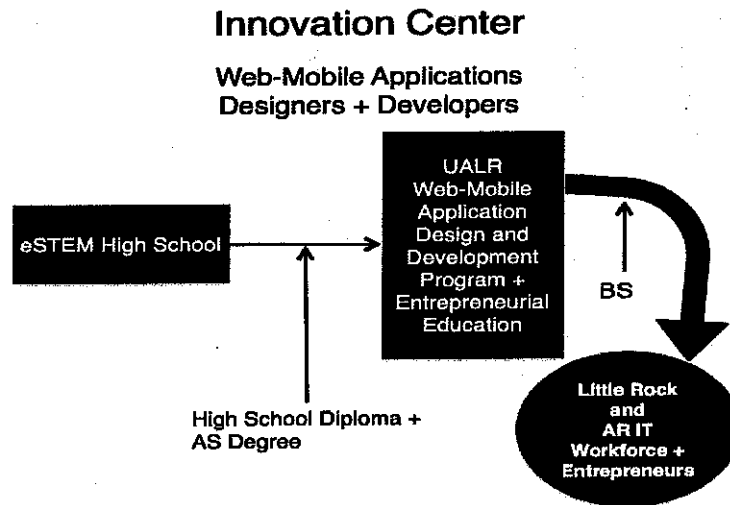 Innovation Center
Web-Mobile Applications
Designers + Developers
eSTEM High School
UALR
Web-Mobile
Application
Design and
Development
Program +
Entrepreneurial
Education
BS
High School Diploma +
AS Degree
Little Rock
and
AR IT
Workforce +
Entrepreneurs